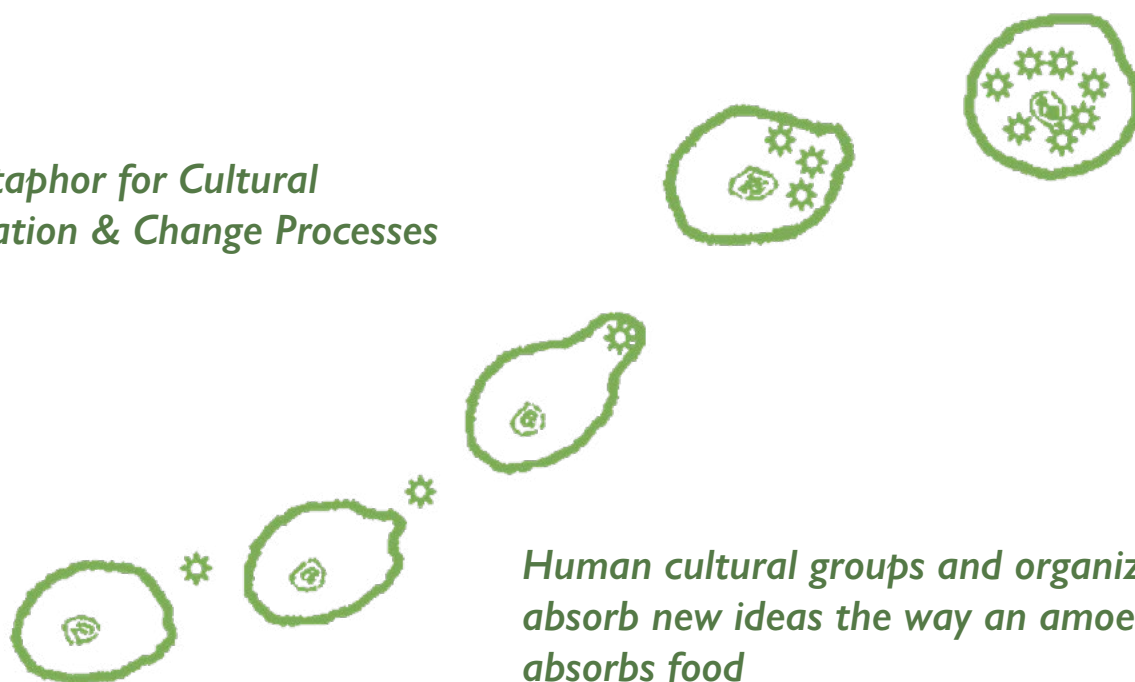 taphor for Cultural
ation & Change Processes
Human cultural groups and organiz
absorb new ideas the way an amoe
absorbs food